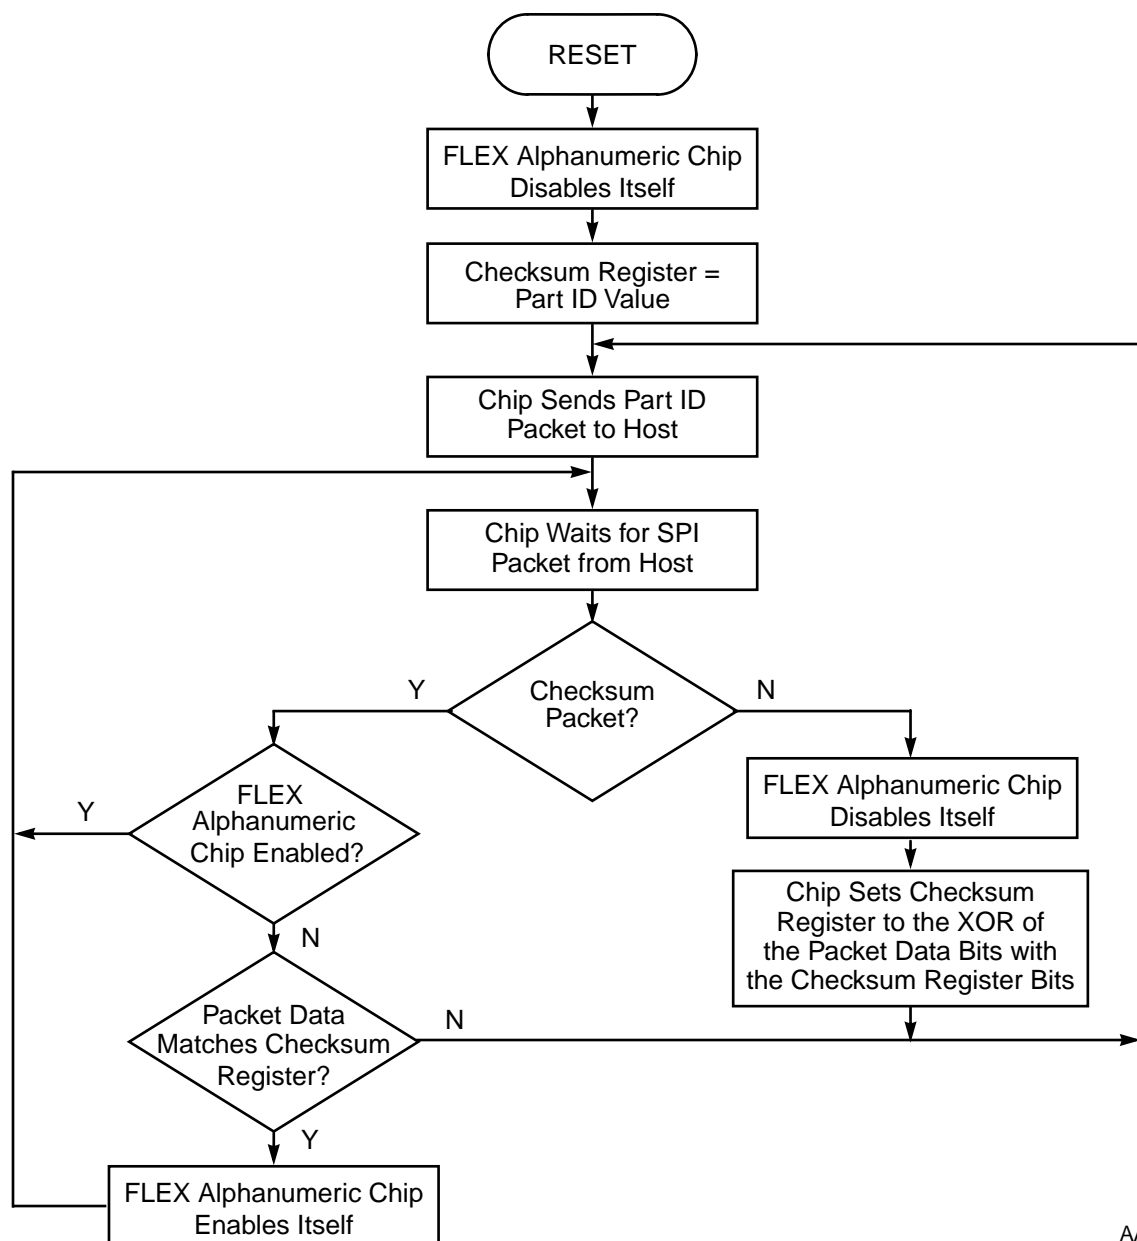 RESET
FLEX Alphanumeric Chip
Disables Itself
Checksum Register =
Part ID Value
Chip Sends Part ID
Packet to Host
Chip Waits for SPI
Packet from Host
Y
Checksum
Packet?
N
FLEX
Alphanumeric
Chip Enabled?
Y
N
FLEX Alphanumeric Chip
Disables Itself
Chip Sets Checksum
Register to the XOR of
the Packet Data Bits with
the Checksum Register Bits
Packet Data
Matches Checksum
Register?
N
Y
FLEX Alphanumeric Chip
Enables Itself